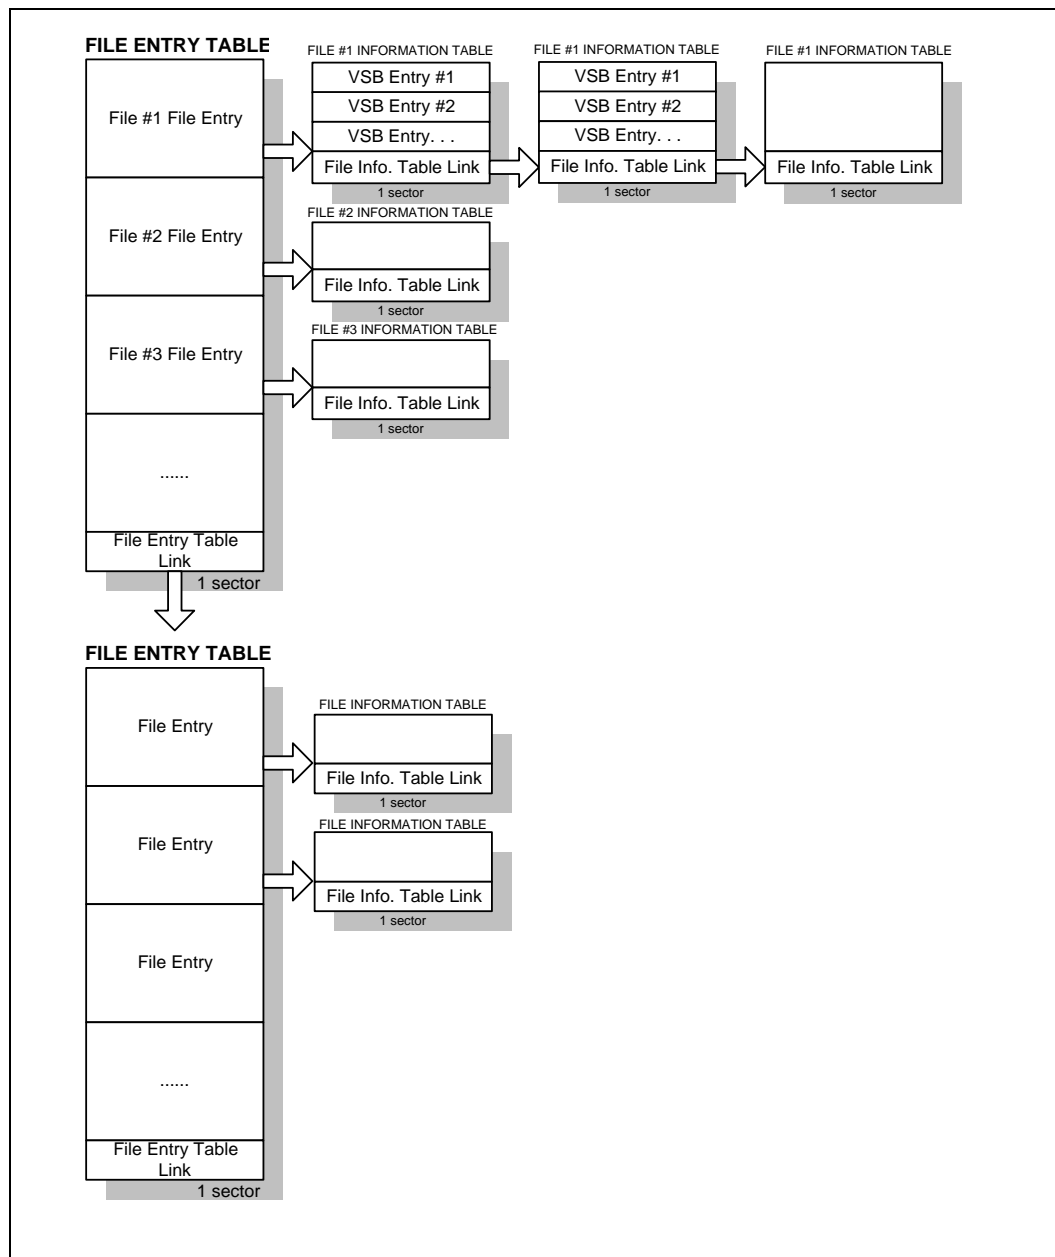 FILE ENTRY TABLE
File #1 File Entry
File #2 File Entry
File #3 File Entry
......
File Entry Table
Link
1 sector
FILE #1 INFORMATION TABLE
VSB Entry #1
VSB Entry #2
VSB Entry. . .
File Info. Table Link
1 sector
FILE #1 INFORMATION TABLE
VSB Entry #1
VSB Entry #2
VSB Entry. . .
File Info. Table Link
1 sector
FILE #1 INFORMATION TABLE
File Info. Table Link
1 sector
FILE #2 INFORMATION TABLE
File Info. Table Link
1 sector
FILE #3 INFORMATION TABLE
File Info. Table Link
1 sector
FILE ENTRY TABLE
File Entry
File Entry
File Entry
......
File Entry Table
Link
1 sector
FILE INFORMATION TABLE
File Info. Table Link
1 sector
FILE INFORMATION TABLE
File Info. Table Link
1 sector